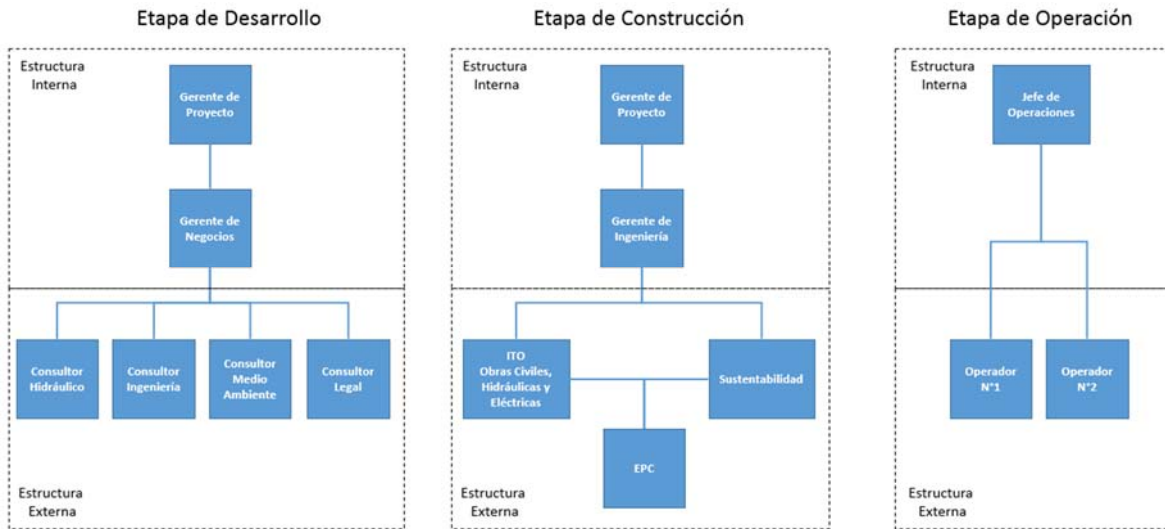 Etapa de Desarrollo
Estructura
Interna
Gerente de
Proyecto
Gerente de
Negocios
Consultor
Hidráulico
Consultor
Ingeniería
Consultor
Medio
Ambiente
Consultor
Legal
Estructura
Externa
Etapa de Construcción
Estructura
Interna
Gerente de
Proyecto
Gerente de
Ingeniería
ITO
Obras Civiles,
Hidráulicas y
Eléctricas
Sustentabilidad
EPC
Estructura
Externa
Etapa de Operación
Estructura
Interna
Jefe de
Operaciones
Operador
N°1
Operador
N°2
Estructura
Externa